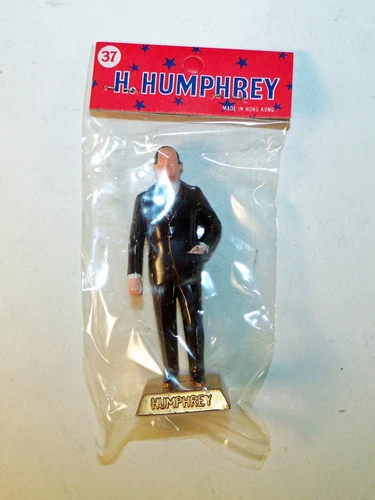 37
H. HUMPHREY
MADE IN HONG KONG
HUMPHREY